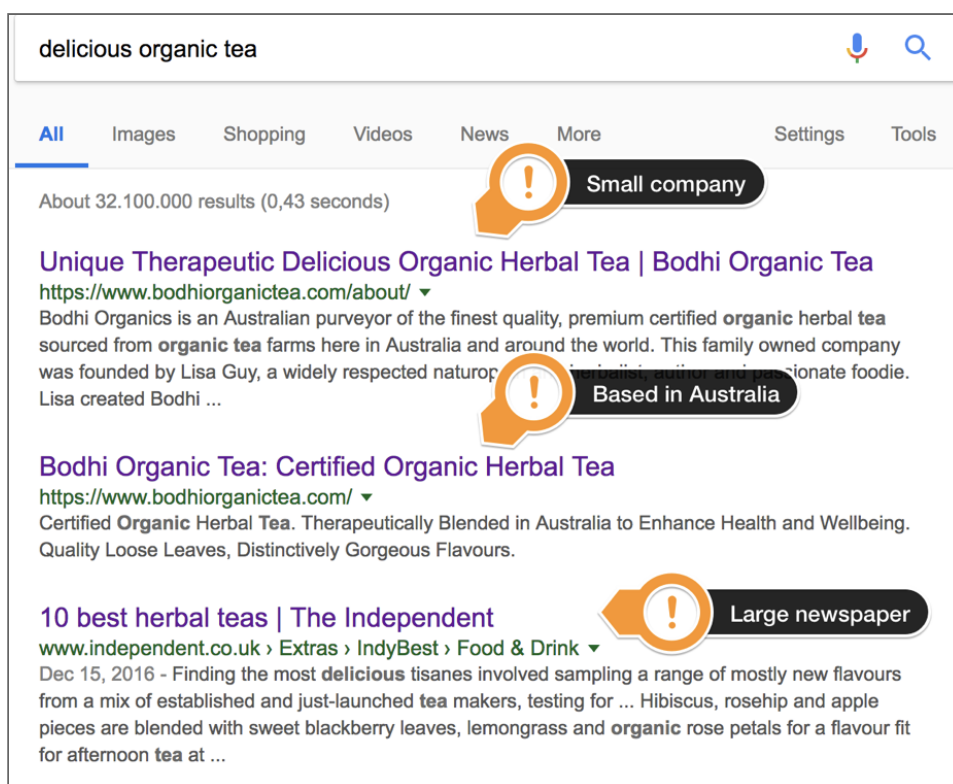 delicious organic tea
All Images Shopping Videos News More Settings Tools
Small company
About 32.100.000 results (0,43 seconds)
Unique Therapeutic Delicious Organic Herbal Tea | Bodhi Organic Tea
https://www.bodhiorganictea.com/about/
Bodhi Organics is an Australian purveyor of the finest quality, premium certified organic herbal tea
sourced from organic tea farms here in Australia and around the world. This family owned company
was founded by Lisa Guy, a widely respected naturop herbalist, author and passionate foodie.
Based in Australia
Lisa created Bodhi ...
Bodhi Organic Tea: Certified Organic Herbal Tea
https://www.bodhiorganictea.com/
Certified Organic Herbal Tea. Therapeutically Blended in Australia to Enhance Health and Wellbeing.
Quality Loose Leaves, Distinctively Gorgeous Flavours.
10 best herbal teas | The Independent
Large newspaper
www.independent.co.uk › Extras › IndyBest › Food & Drink
Dec 15, 2016 - Finding the most delicious tisanes involved sampling a range of mostly new flavours
from a mix of established and just-launched tea makers, testing for ... Hibiscus, rosehip and apple
pieces are blended with sweet blackberry leaves, lemongrass and organic rose petals for a flavour fit
for afternoon tea at ...